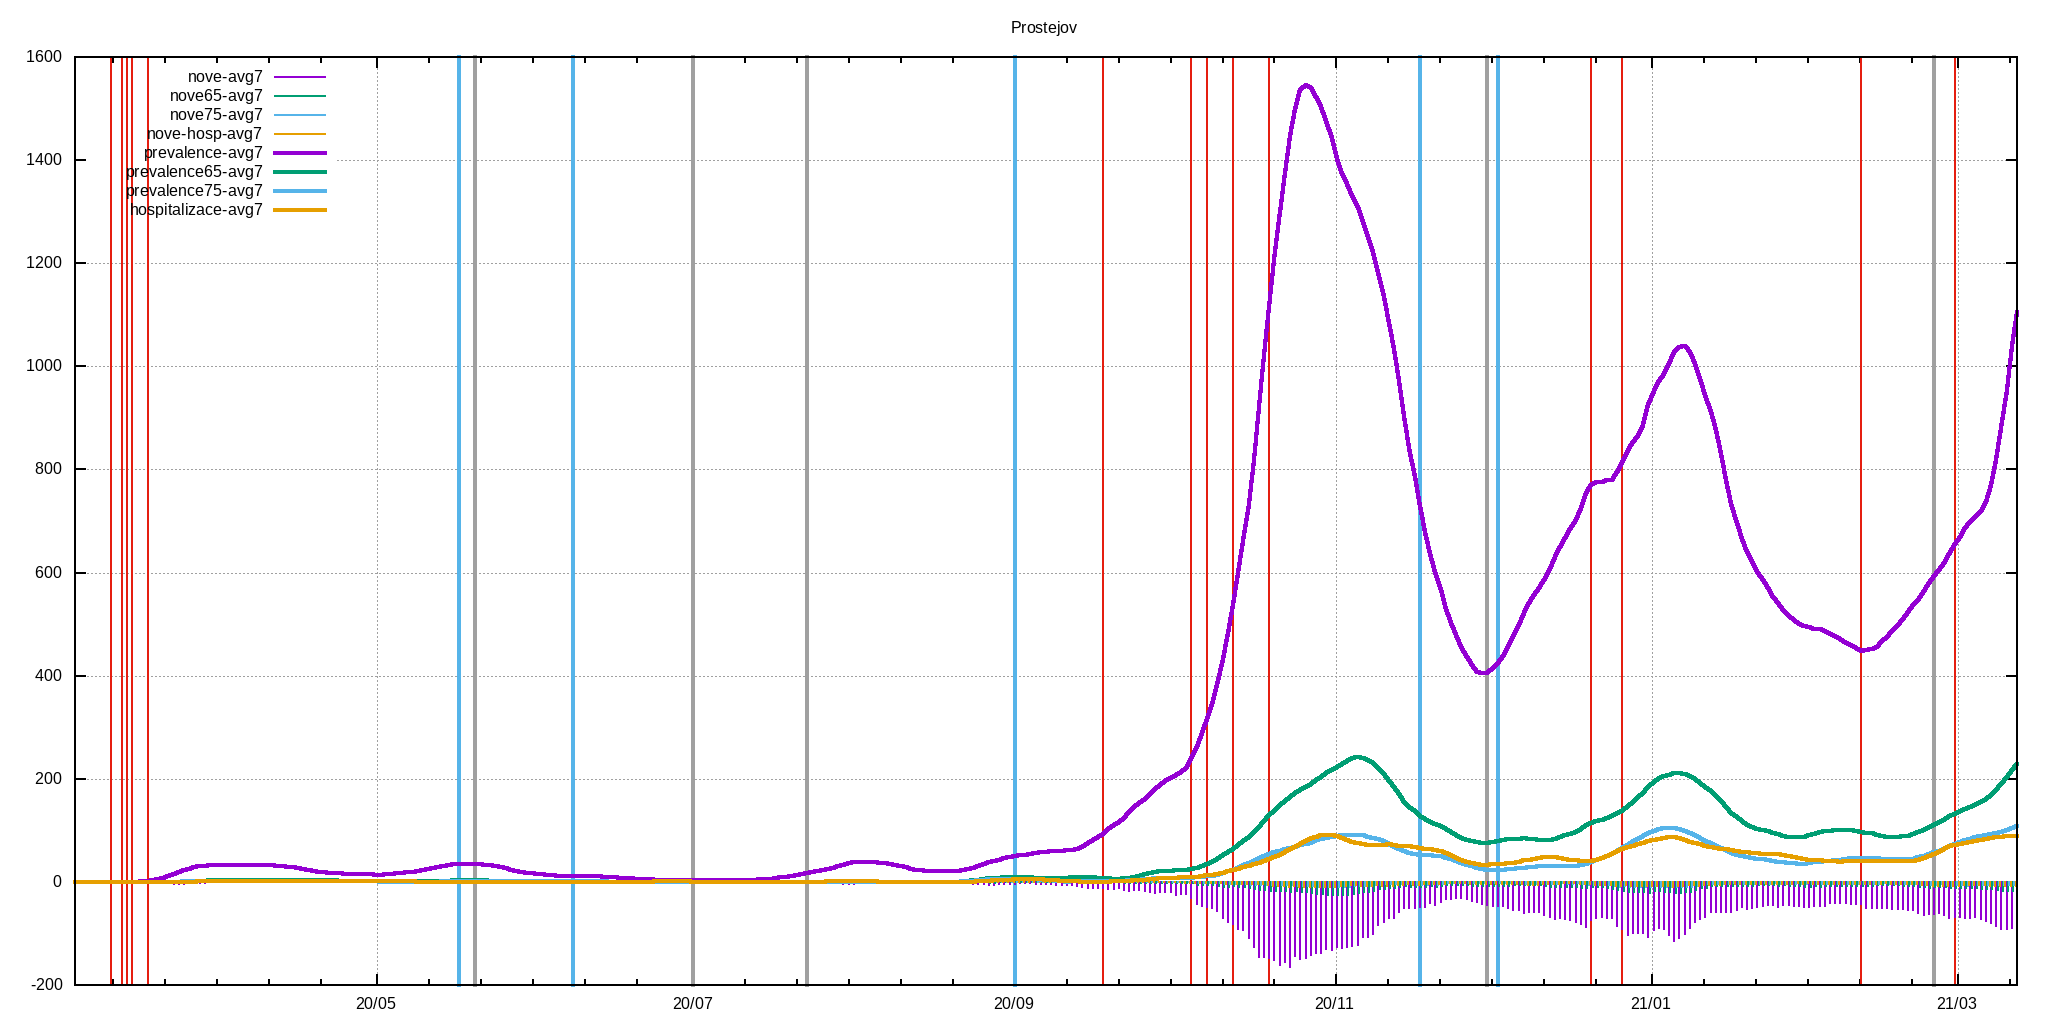 Prostejov
1600
1400
1200
1000
800
600
400
200
0
-200
nove-avg7
nove65-avg7
nove75-avg7
nove-hosp-avg7
prevalence-avg7
prevalence65-avg7
prevalence75-avg7
hospitalizace-avg7
20/05 20/07 20/09 20/11 21/01 21/03